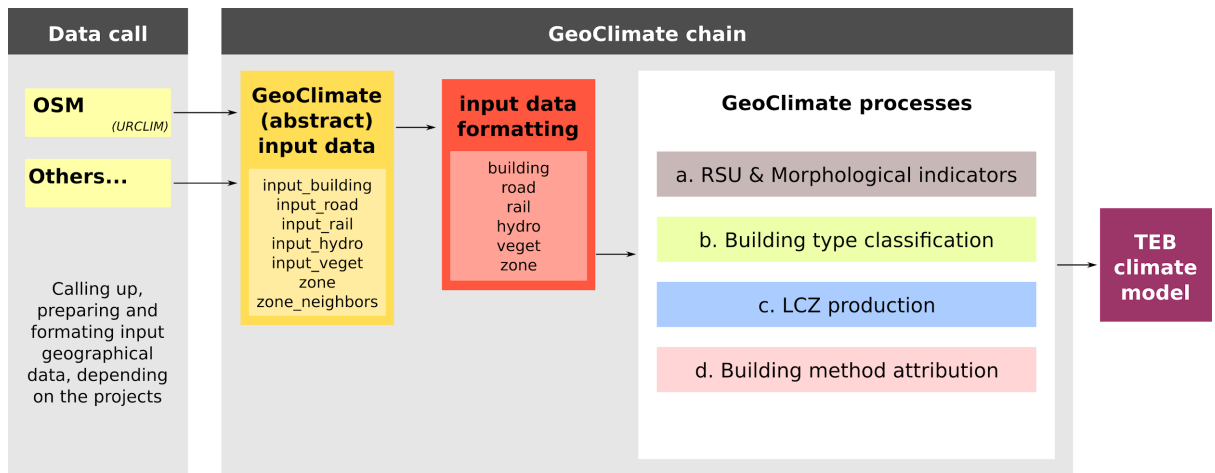 Data call
OSM
(URCLIM)
Others...
Calling up,
preparing and
formating input
geographical
data, depending
on the projects
GeoClimate chain
GeoClimate
(abstract)
input data
input_building
input_road
input_rail
input_hydro
input_veget
zone
zone_neighbors
input data
formatting
building
road
rail
hydro
veget
zone
GeoClimate processes
a. RSU & Morphological indicators
b. Building type classification
c. LCZ production
d. Building method attribution
TEB
climate
model